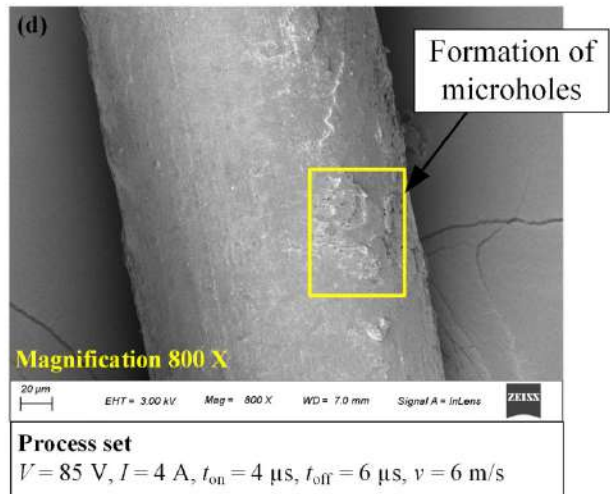 (d)
Formation of
microholes
Magnification 800 X
20 µm
EHT = 3.00 kV Mag = 800 X WD = 7.0 mm Signal A = InLens ZEISS
Process set
V = 85 V, I = 4 A, ton = 4 µs, toff = 6 µs, v = 6 m/s